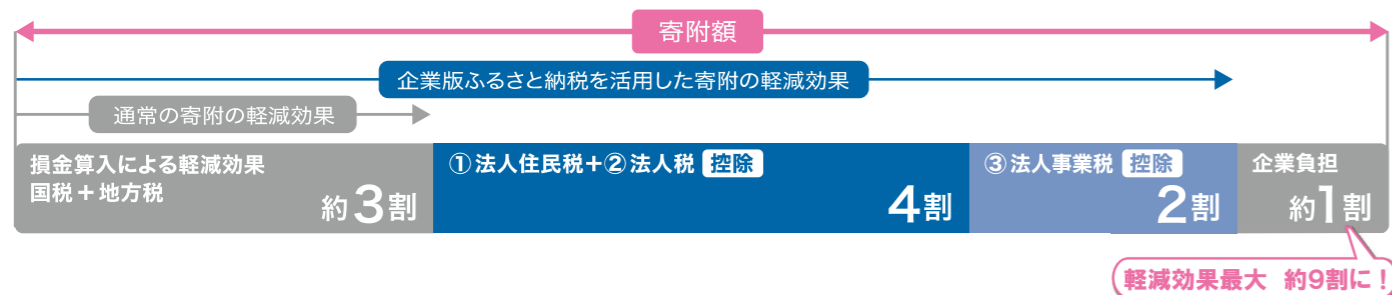 寄附額
企業版ふるさと納税を活用した寄附の軽減効果
通常の寄附の軽減効果
損金算入による軽減効果
国税+地方税
約3割
①法人住民税+②法人税 控除
4割
③法人事業税 控除
2割
企業負担
約1割
軽減効果最大 約9割に!